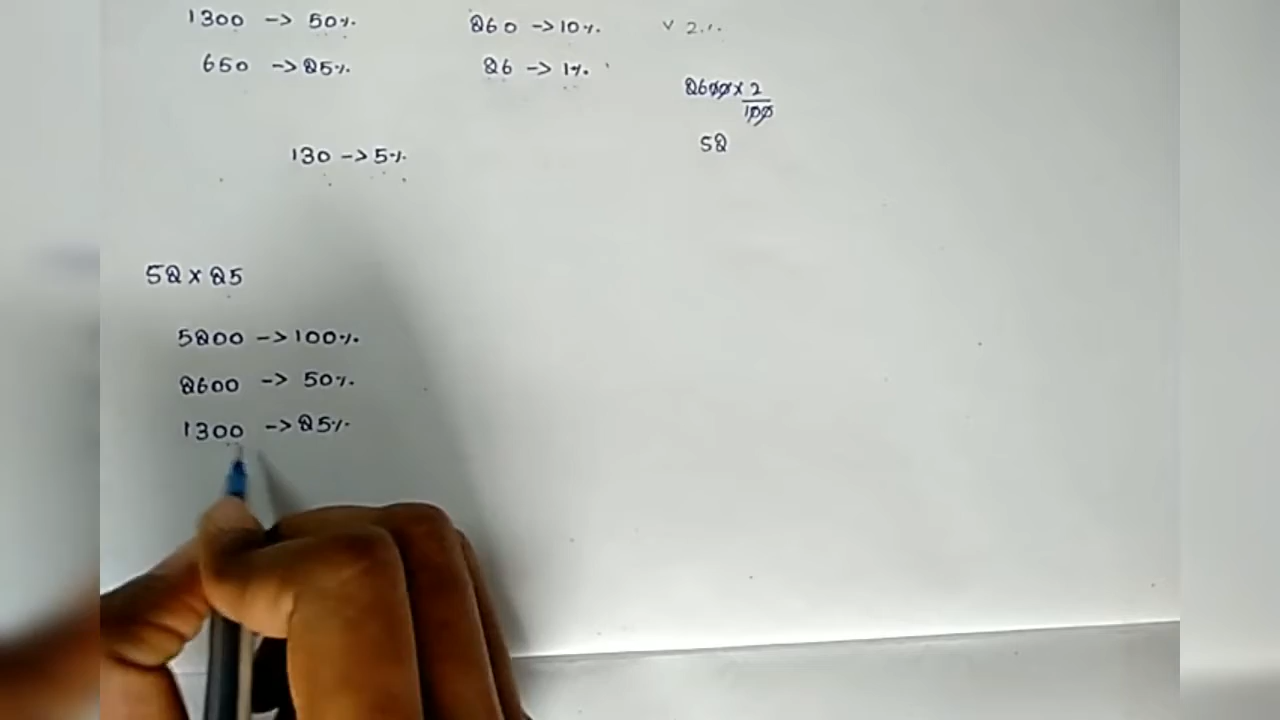 1300 -> 50%
650 -> 25%
260 -> 10%
26 -> 1%
130 -> 5%
v 2%
2600 x 2
100
52
52 x 25
5200 -> 100%
2600 -> 50%
1300 -> 25%